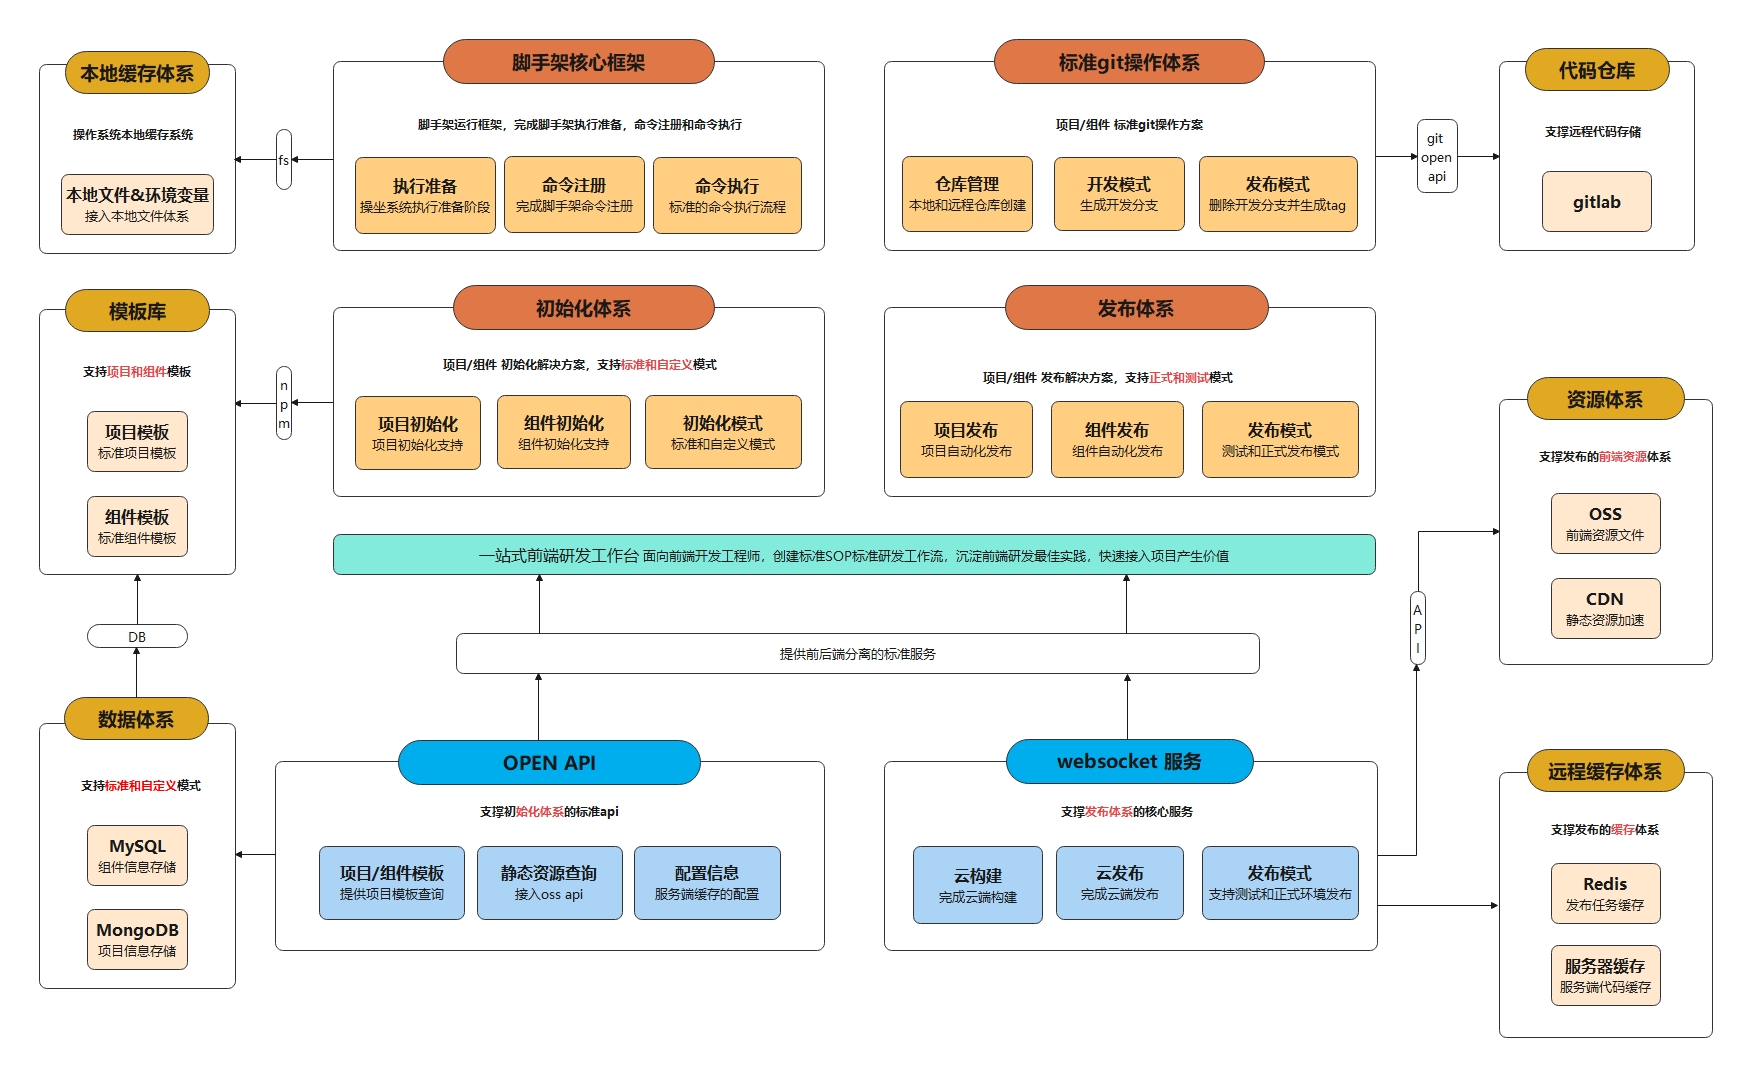 本地缓存体系
操作系统本地缓存系统
本地文件&环境变量
接入本地文件体系
fs
脚手架核心框架
脚手架运行框架，完成脚手架执行准备，命令注册和命令执行
执行准备
操坐系统执行准备阶段
命令注册
完成脚手架命令注册
命令执行
标准的命令执行流程
标准git操作体系
项目/组件 标准git操作方案
仓库管理
本地和远程仓库创建
开发模式
生成开发分支
发布模式
删除开发分支并生成tag
git
open
api
代码仓库
支撑远程代码存储
gitlab
模板库
支持项目和组件模板
项目模板
标准项目模板
组件模板
标准组件模板
n
p
m
初始化体系
项目/组件 初始化解决方案，支持标准和自定义模式
项目初始化
项目初始化支持
组件初始化
组件初始化支持
初始化模式
标准和自定义模式
发布体系
项目/组件 发布解决方案，支持正式和测试模式
项目发布
项目自动化发布
组件发布
组件自动化发布
发布模式
测试和正式发布模式
资源体系
支撑发布的前端资源体系
OSS
前端资源文件
CDN
静态资源加速
一站式前端研发工作台 面向前端开发工程师，创建标准SOP标准研发工作流，沉淀前端研发最佳实践，快速接入项目产生价值
DB
提供前后端分离的标准服务
A
P
I
数据体系
支持标准和自定义模式
MySQL
组件信息存储
MongoDB
项目信息存储
OPEN API
支撑初始化体系的标准api
项目/组件模板
提供项目模板查询
静态资源查询
接入oss api
配置信息
服务端缓存的配置
websocket 服务
支撑发布体系的核心服务
云构建
完成云端构建
云发布
完成云端发布
发布模式
支持测试和正式环境发布
远程缓存体系
支撑发布的缓存体系
Redis
发布任务缓存
服务器缓存
服务端代码缓存